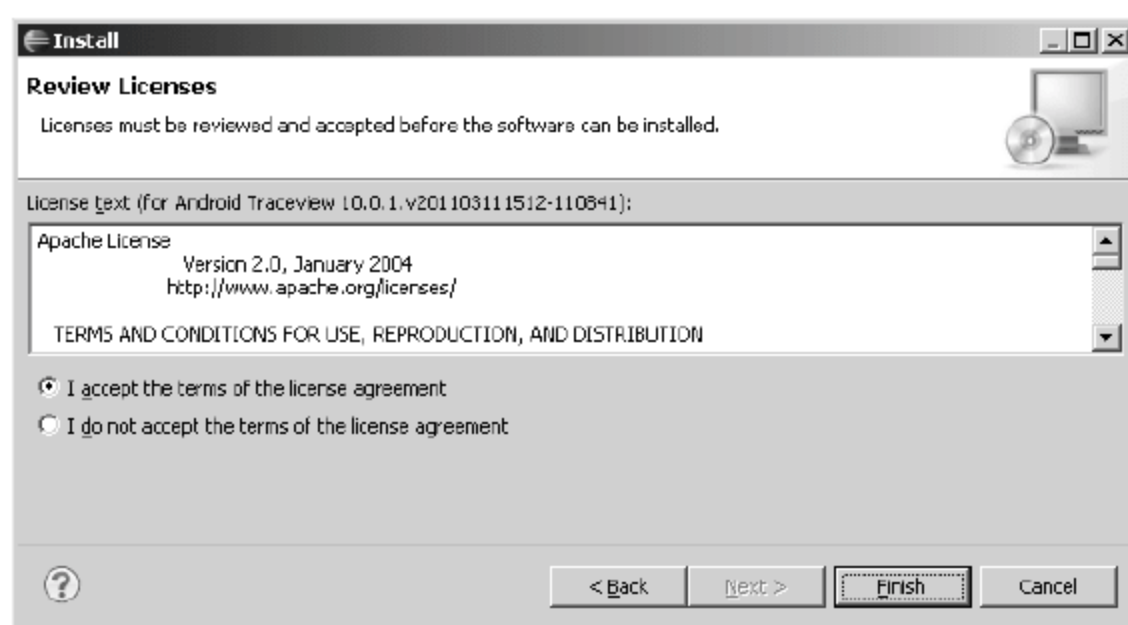 Install
Review Licenses
Licenses must be reviewed and accepted before the software can be installed.
License text (for Android Traceview 10.0.1.v201103111512-110841):
Apache License
Version 2.0, January 2004
http://www.apache.org/licenses/
TERMS AND CONDITIONS FOR USE, REPRODUCTION, AND DISTRIBUTION
I accept the terms of the license agreement
I do not accept the terms of the license agreement
? < Back Next > Finish Cancel